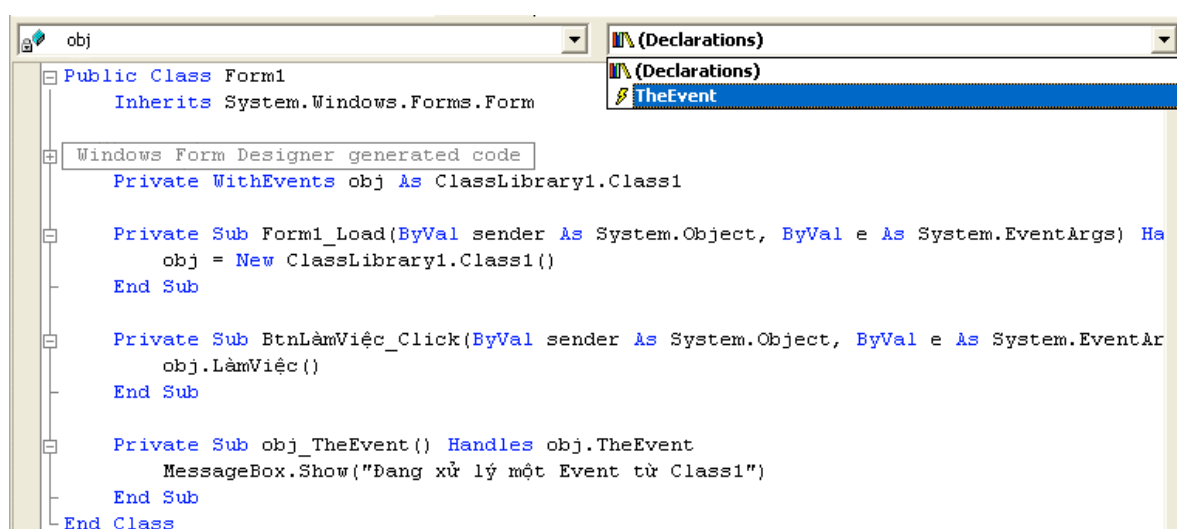 obj
(Declarations)
(Declarations)
TheEvent
Public Class Form1
Inherits System.Windows.Forms.Form
Windows Form Designer generated code
Private WithEvents obj As ClassLibrary1.Class1
Private Sub Form1_Load(ByVal sender As System.Object, ByVal e As System.EventArgs) Ha
obj = New ClassLibrary1.Class1()
End Sub
Private Sub BtnLàmViệc_Click(ByVal sender As System.Object, ByVal e As System.EventAr
obj.LàmViệc()
End Sub
Private Sub obj_TheEvent() Handles obj.TheEvent
MessageBox.Show("Đang xử lý một Event từ Class1")
End Sub
End Class